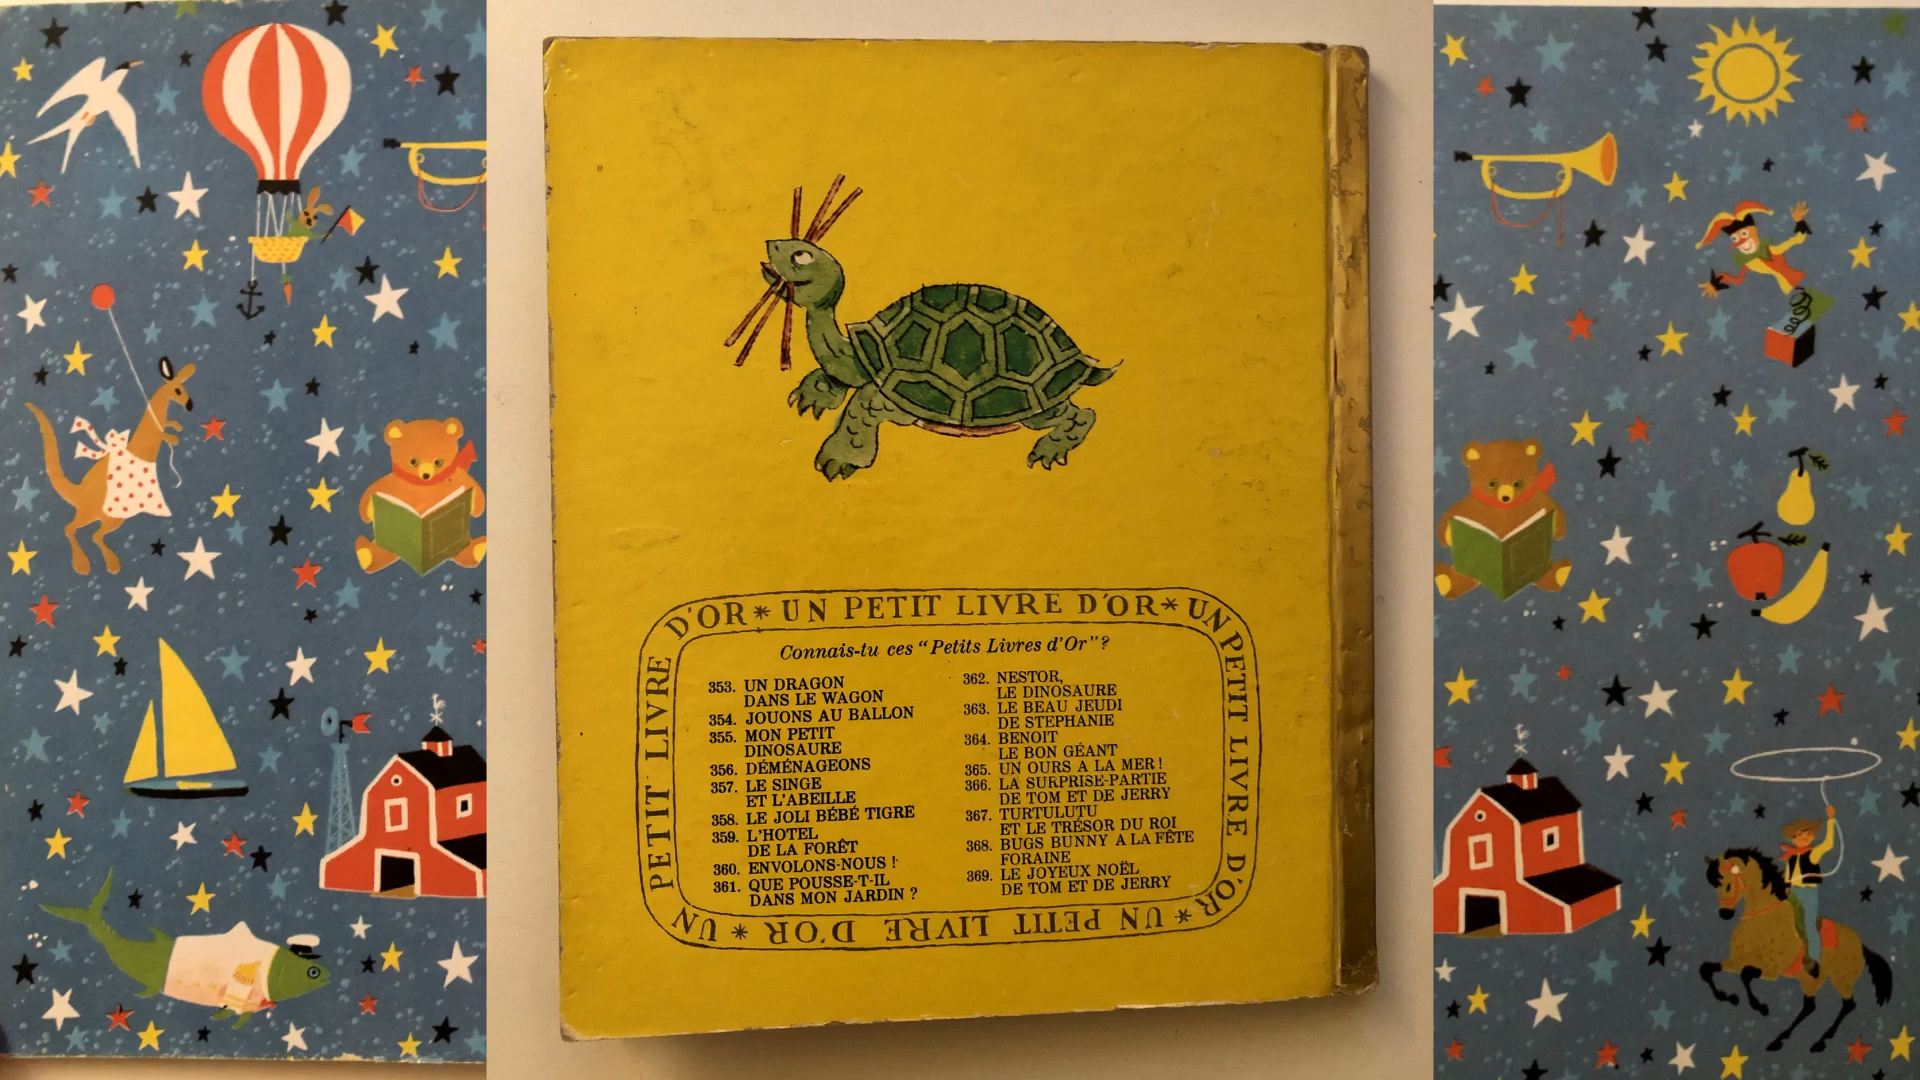 D'OR * UN PETIT LIVRE D'OR * UN PETIT LIVRE D'OR * UN PETIT LIVRE D'OR * UN PETIT LIVRE
Connais-tu ces "Petits Livres d'Or"?
353. UN DRAGON
DANS LE WAGON
354. JOUONS AU BALLON
355. MON PETIT
DINOSAURE
356. DÉMÉNAGEONS
357. LE SINGE
ET L'ABEILLE
358. LE JOLI BÉBÉ TIGRE
359. L'HOTEL
DE LA FORÊT
360. ENVOLONS-NOUS !
361. QUE POUSSE-T-IL
DANS MON JARDIN ?
362. NESTOR,
LE DINOSAURE
363. LE BEAU JEUDI
DE STEPHANIE
364. BENOIT
LE BON GÉANT
365. UN OURS A LA MER !
366. LA SURPRISE-PARTIE
DE TOM ET DE JERRY
367. TURTULUTU
ET LE TRÉSOR DU ROI
368. BUGS BUNNY A LA FÊTE
FORAINE
369. LE JOYEUX NOËL
DE TOM ET DE JERRY